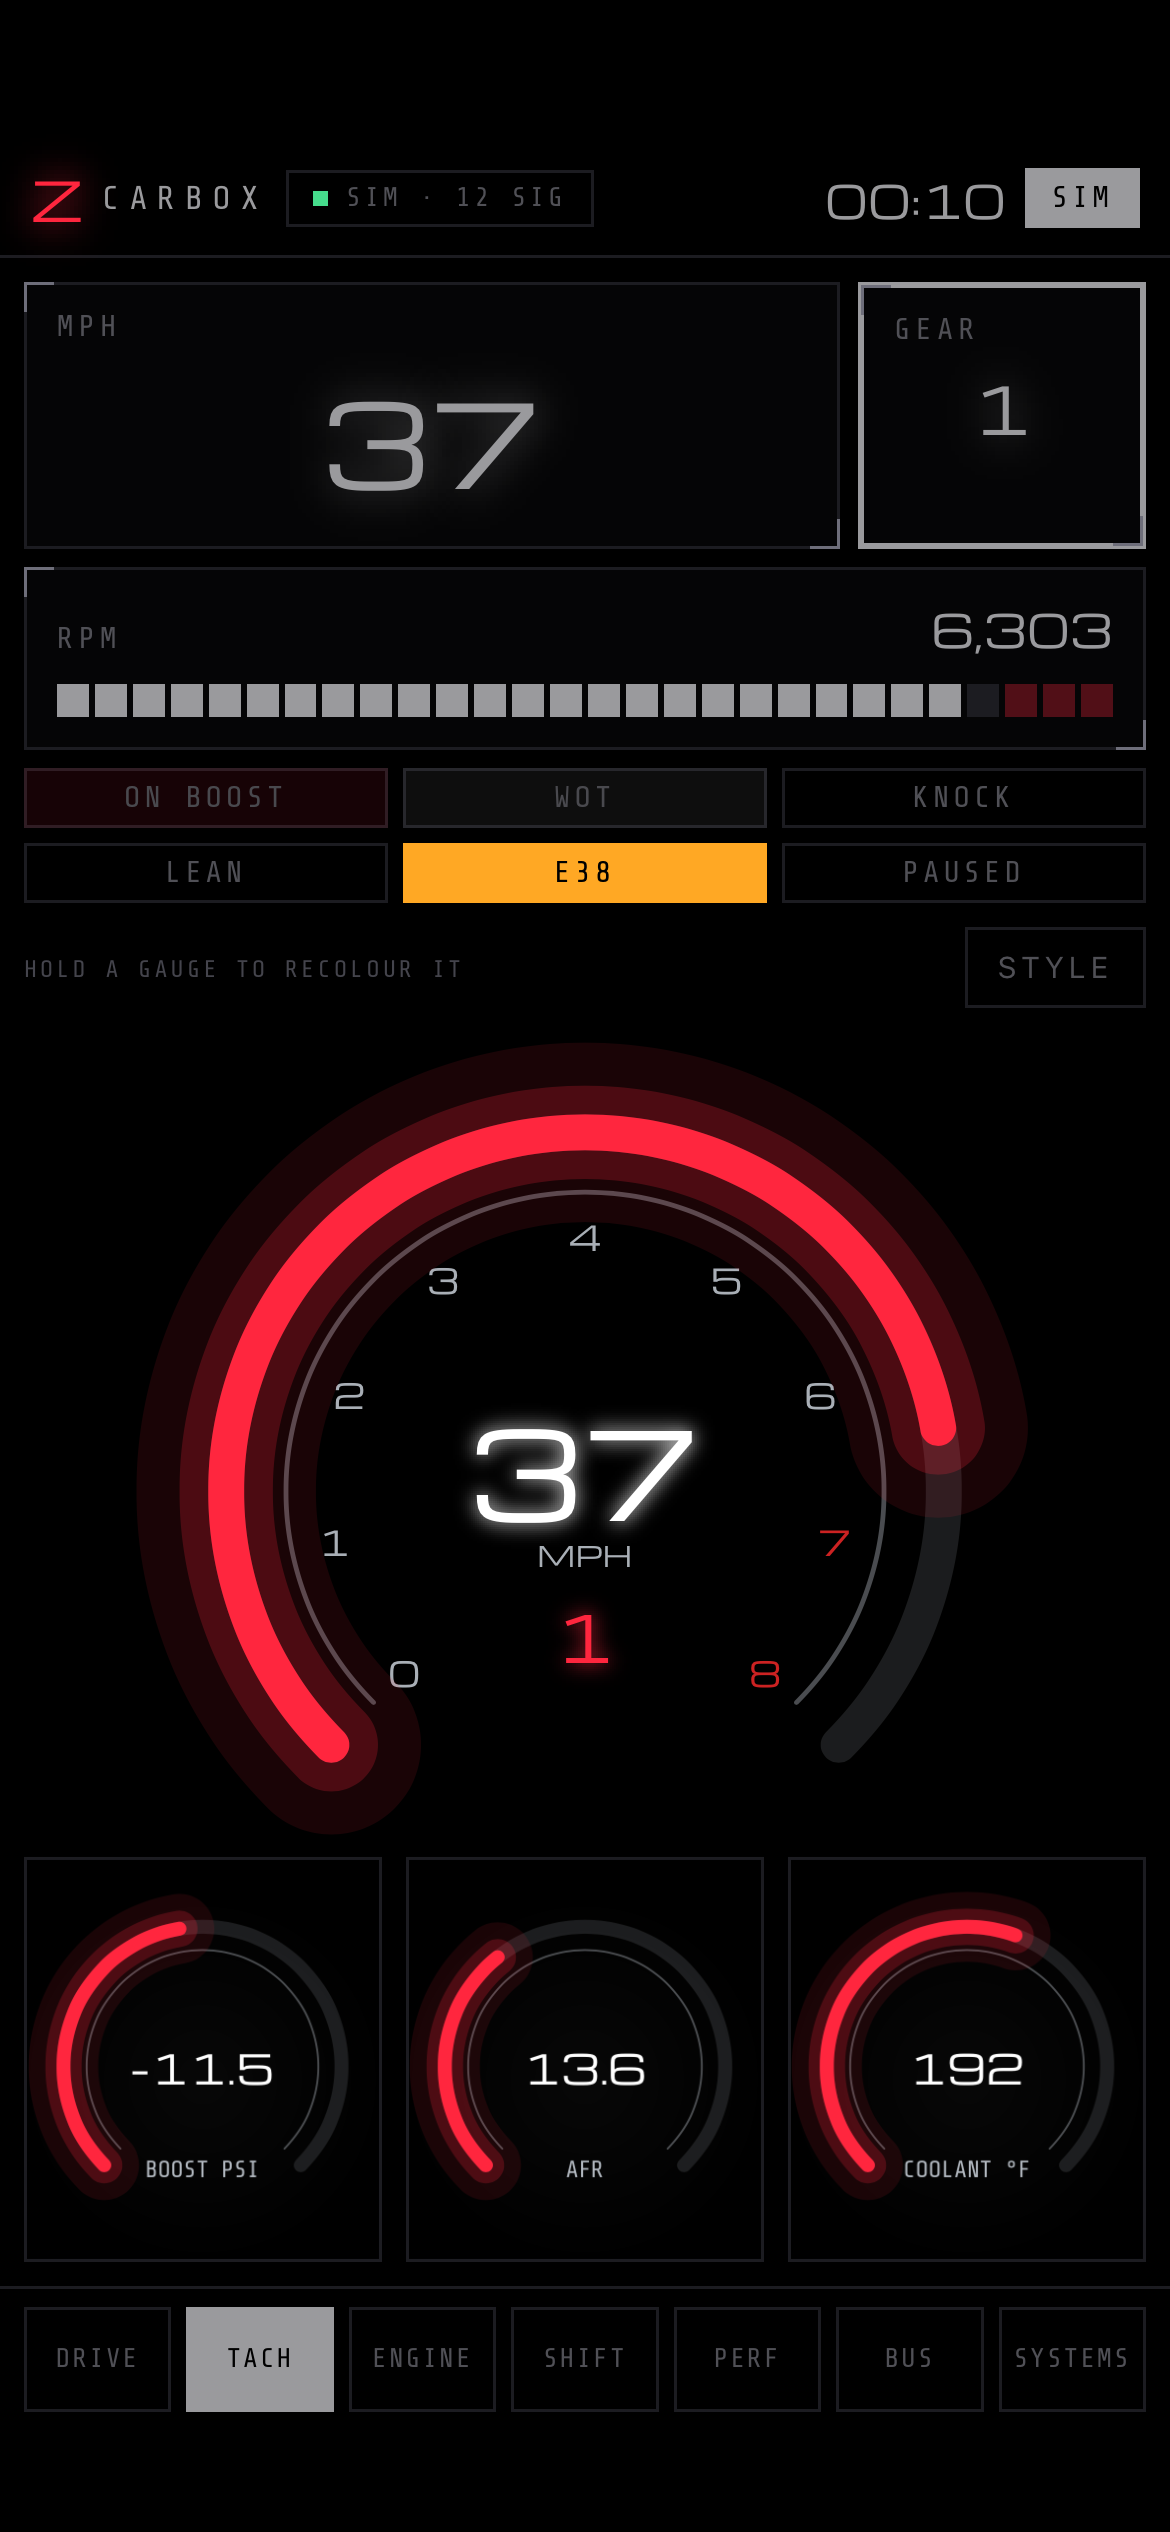 Z CARBOX SIM · 12 SIG 00:10 SIM
MPH
37
GEAR
1
RPM 6,303
ON BOOST WOT KNOCK
LEAN E38 PAUSED
HOLD A GAUGE TO RECOLOUR IT STYLE
4
3 5
2 6
37
1 7
MPH
1
0 8
-11.5 13.6 192
BOOST PSI AFR COOLANT °F
DRIVE TACH ENGINE SHIFT PERF BUS SYSTEMS